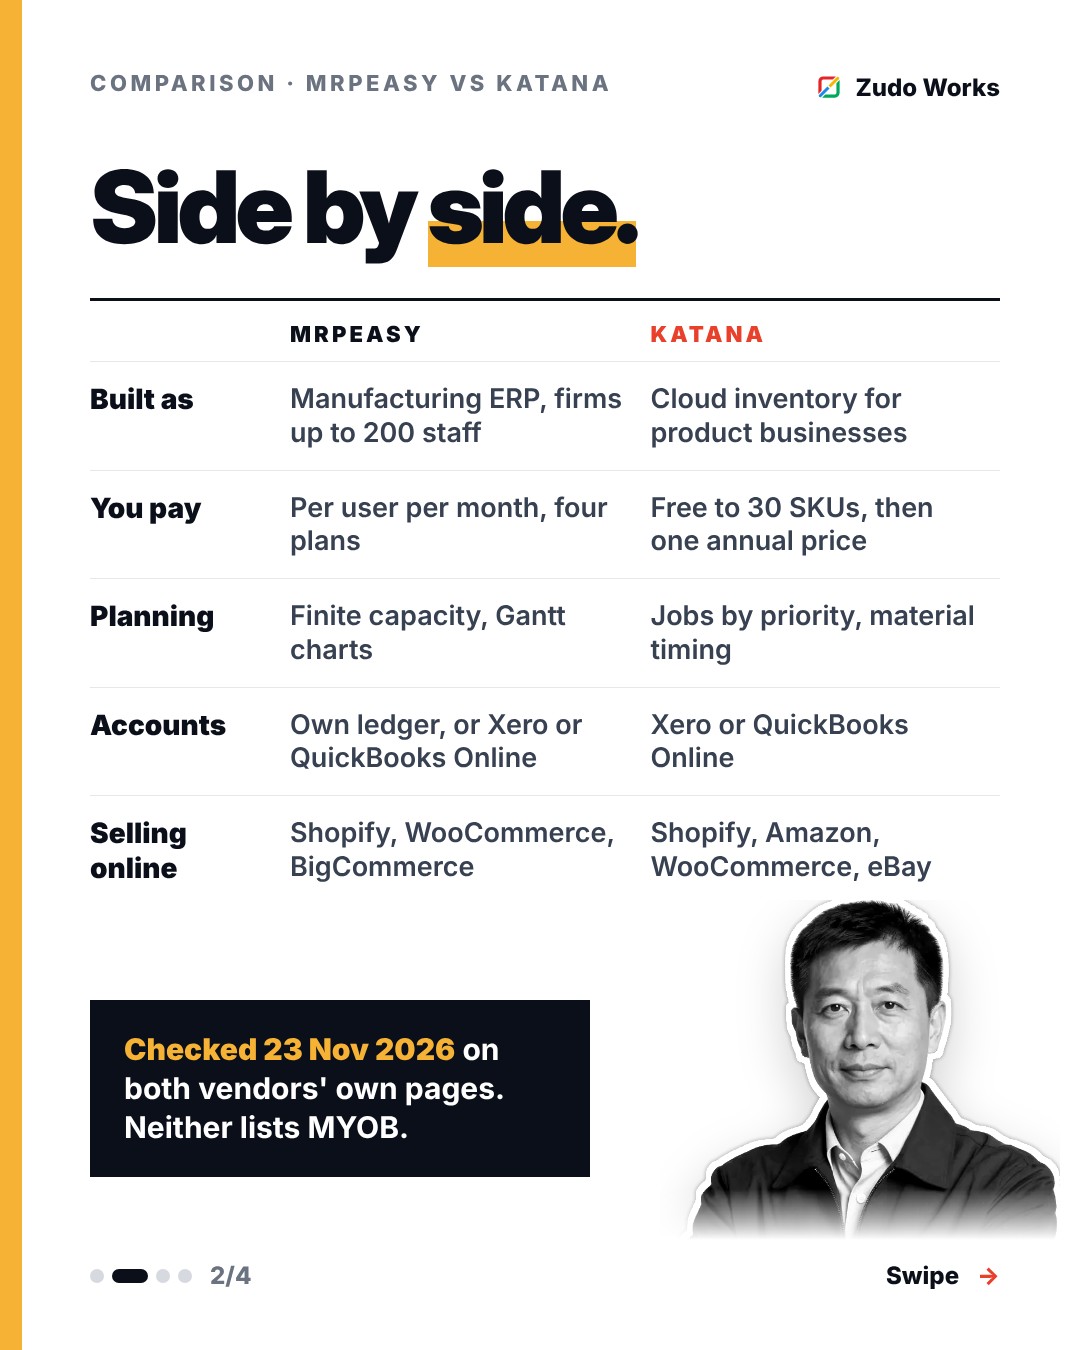 COMPARISON · MRPEASY VS KATANA
Zudo Works
Side by side.
MRPEASY
KATANA
Built as
Manufacturing ERP, firms
up to 200 staff
Cloud inventory for
product businesses
You pay
Per user per month, four
plans
Free to 30 SKUs, then
one annual price
Planning
Finite capacity, Gantt
charts
Jobs by priority, material
timing
Accounts
Own ledger, or Xero or
QuickBooks Online
Xero or QuickBooks
Online
Selling
online
Shopify, WooCommerce,
BigCommerce
Shopify, Amazon,
WooCommerce, eBay
Checked 23 Nov 2026 on
both vendors' own pages.
Neither lists MYOB.
2/4
Swipe →